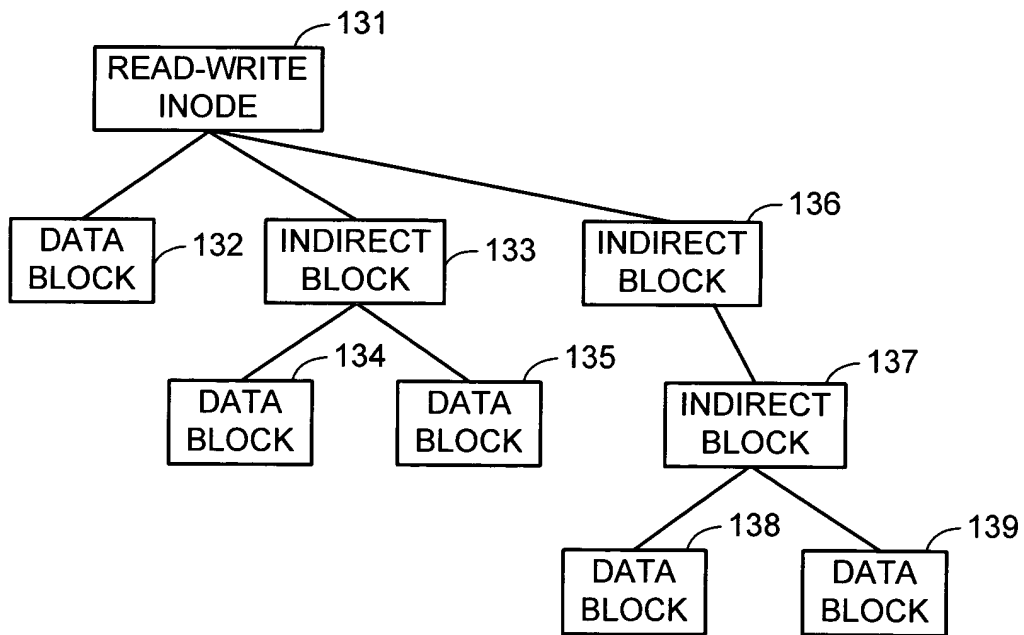 131
READ-WRITE
INODE
136
DATA
BLOCK
132
INDIRECT
BLOCK
133
INDIRECT
BLOCK
134
135
137
DATA
BLOCK
DATA
BLOCK
INDIRECT
BLOCK
138
139
DATA
BLOCK
DATA
BLOCK